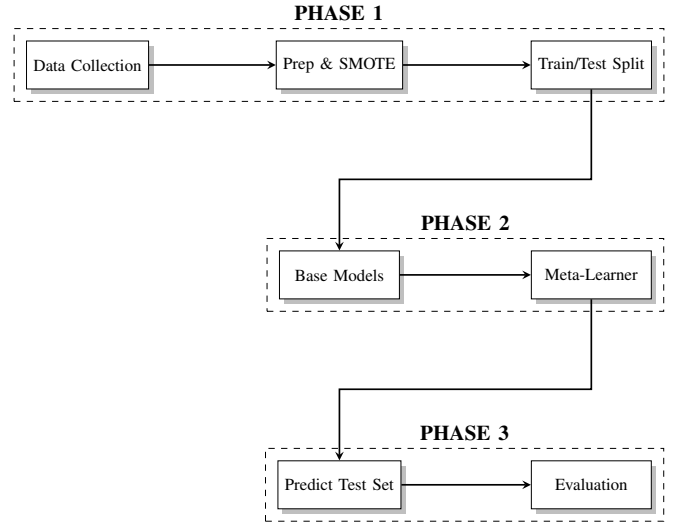 PHASE 1
Data Collection
Prep & SMOTE
Train/Test Split
PHASE 2
Base Models
Meta-Learner
PHASE 3
Predict Test Set
Evaluation